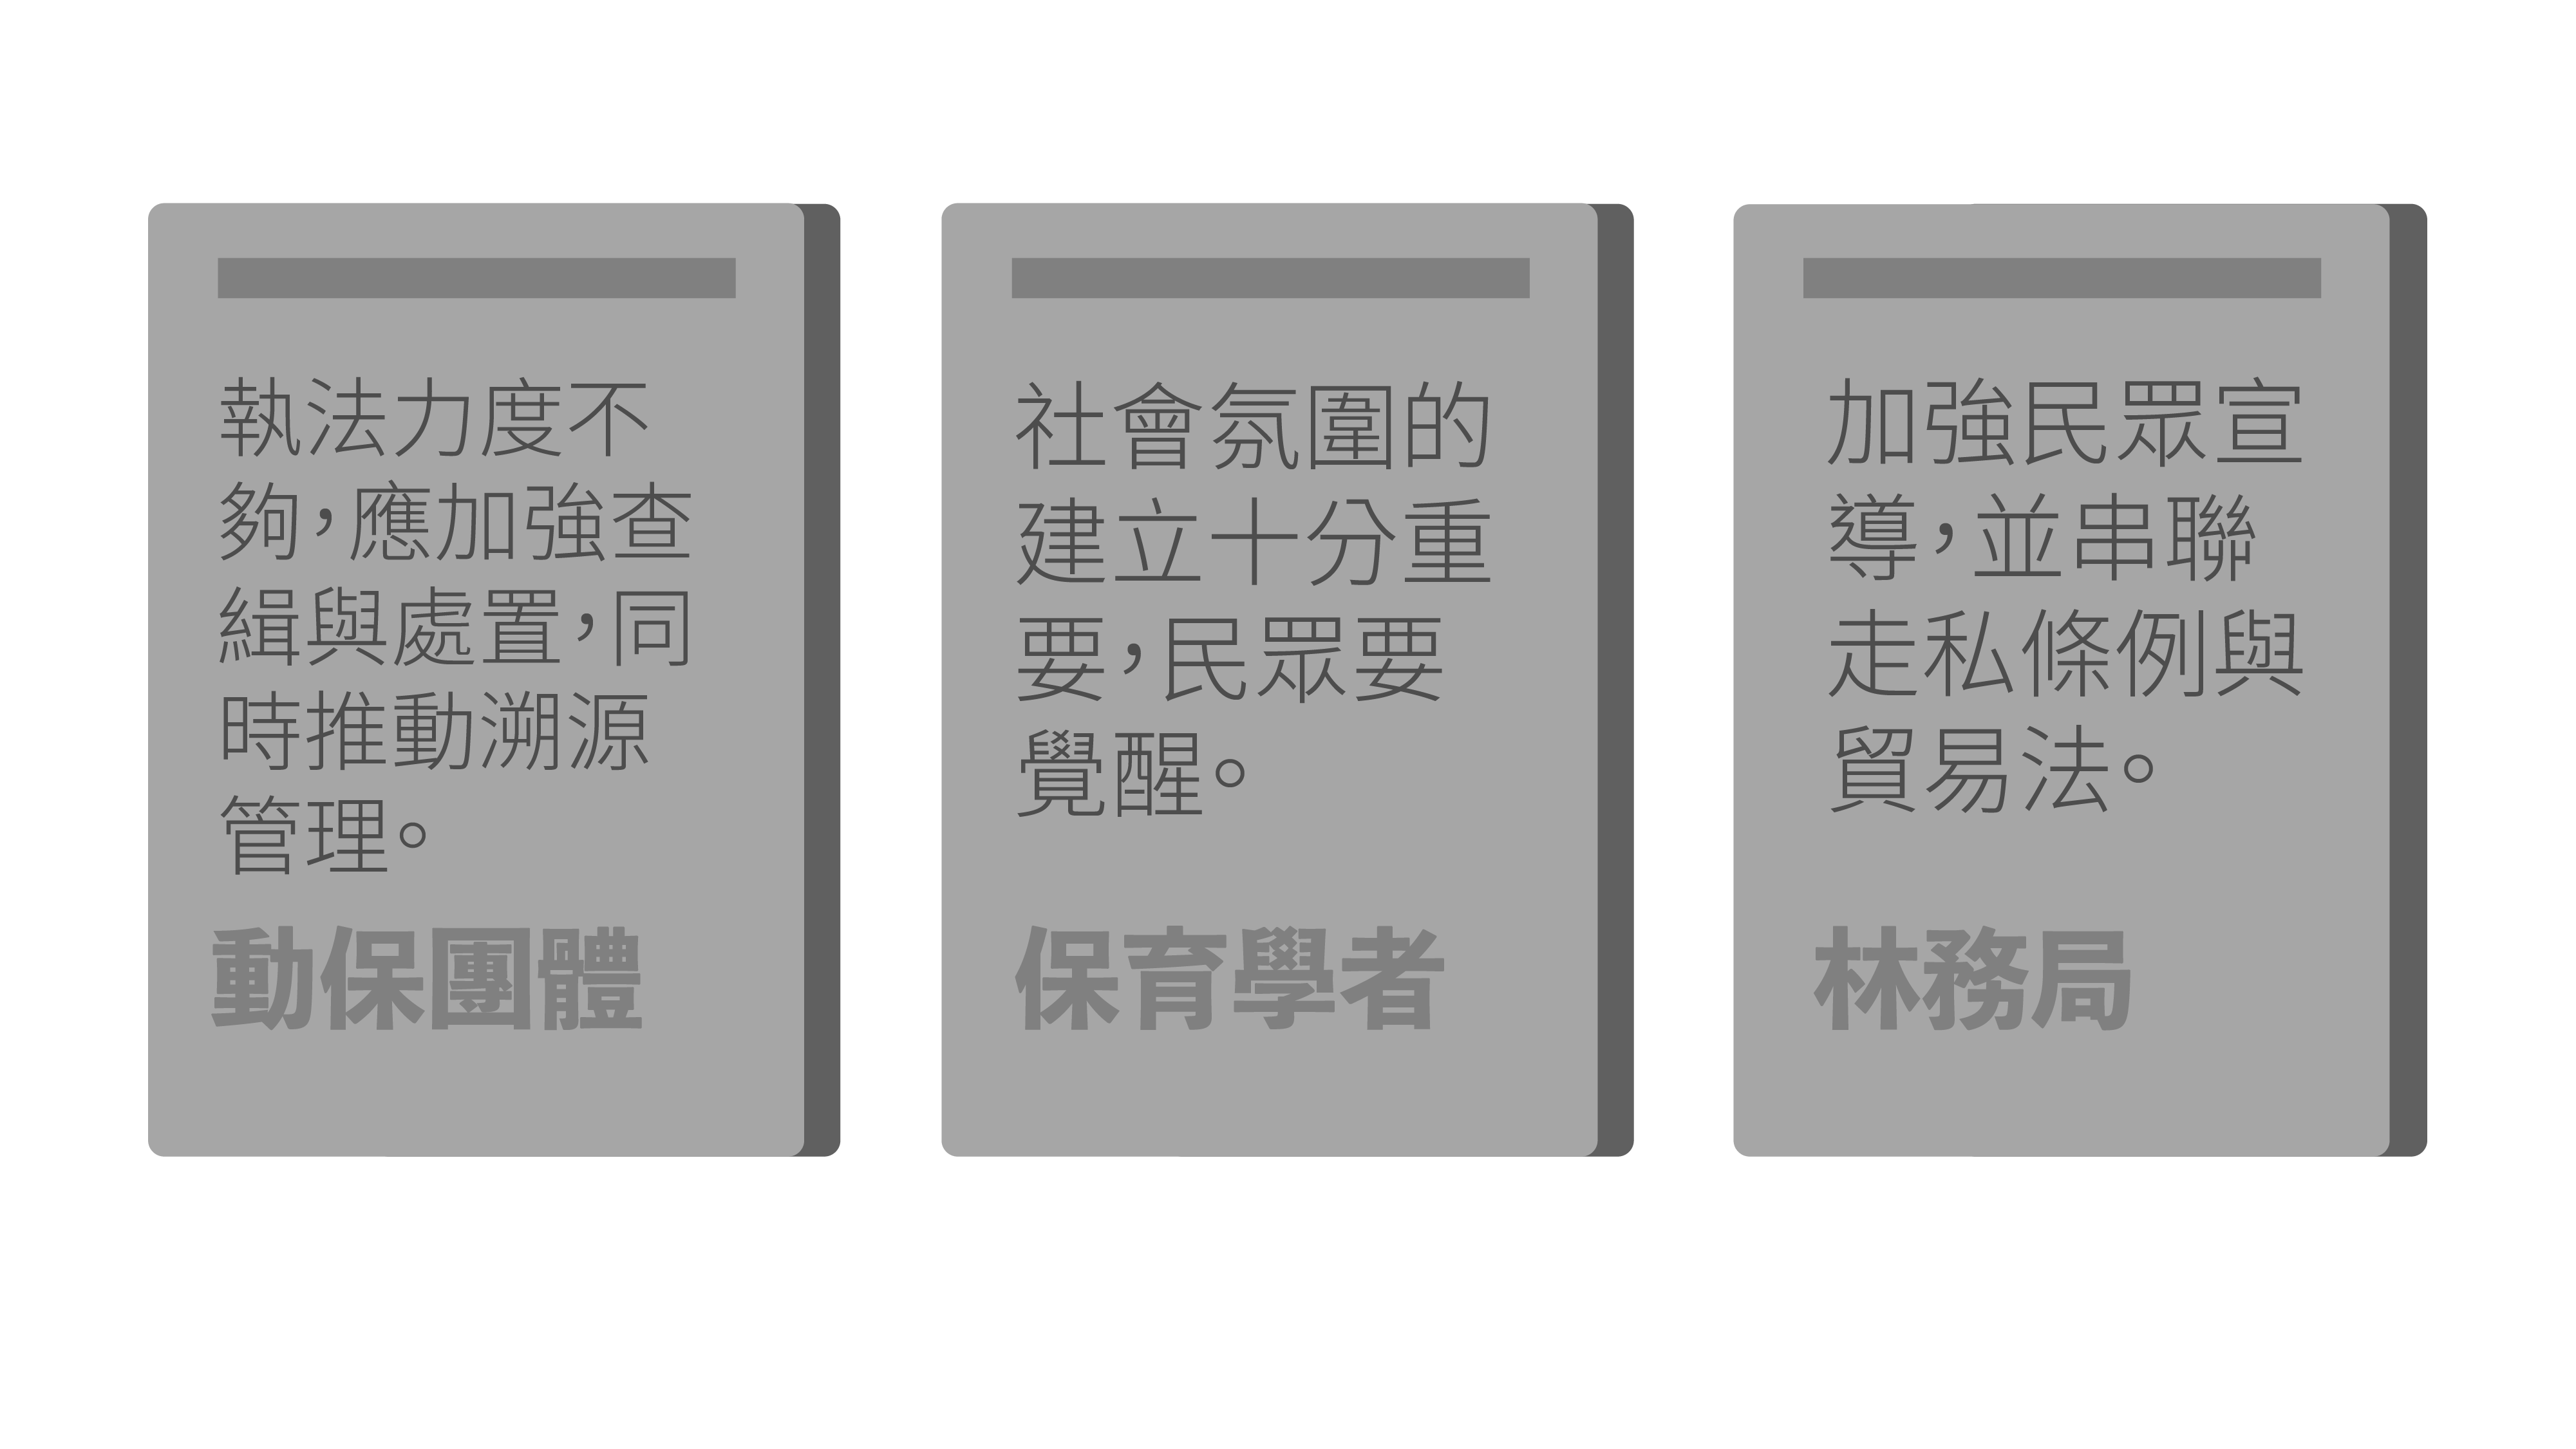 執法力度不
夠，應加強查
緝與處置，同
時推動溯源
管理。
動保團體
社會氛圍的
建立十分重
要，民眾要
覺醒。
保育學者
加強民眾宣
導，並串聯
走私條例與
貿易法。
林務局